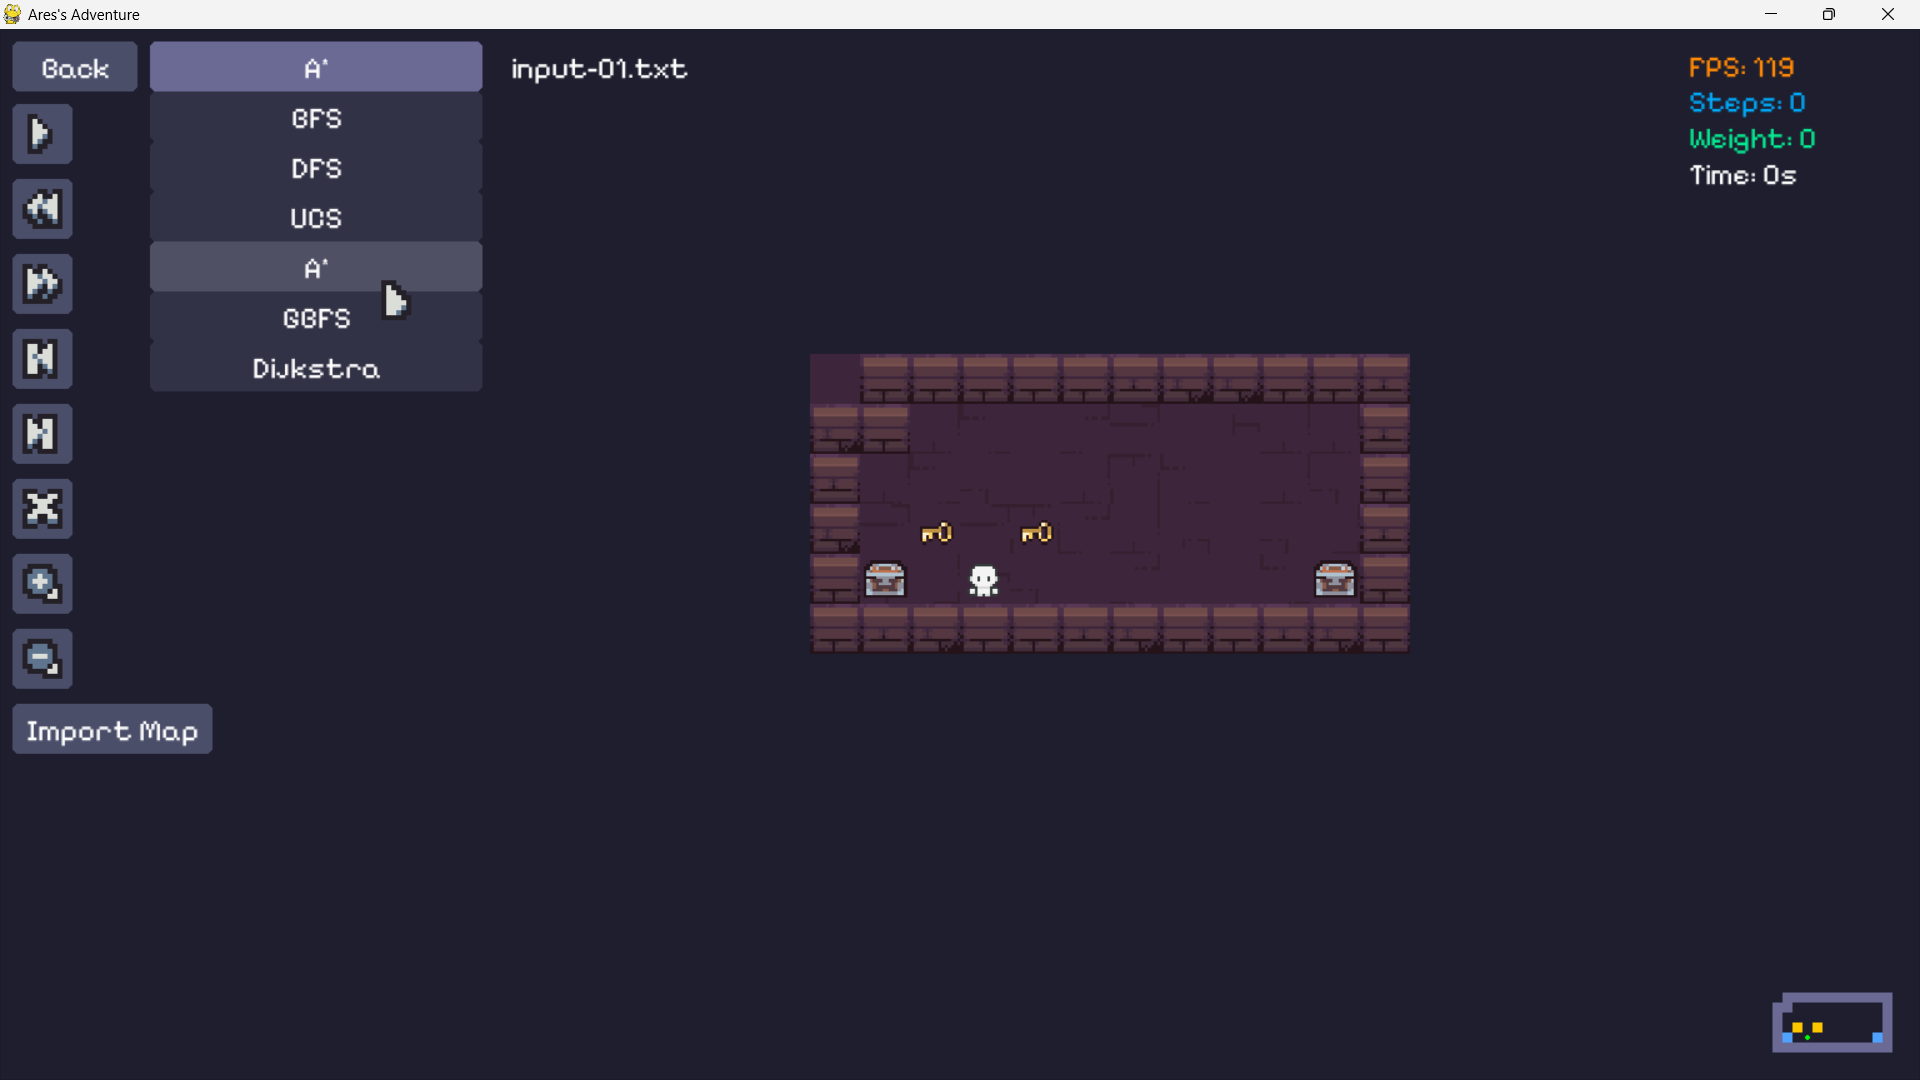 Ares's Adventure
Back
A*
input-01.txt
BFS
DFS
UCS
A*
GBFS
Dijkstra
Import Map
FPS: 119
Steps: 0
Weight: 0
Time: 0s